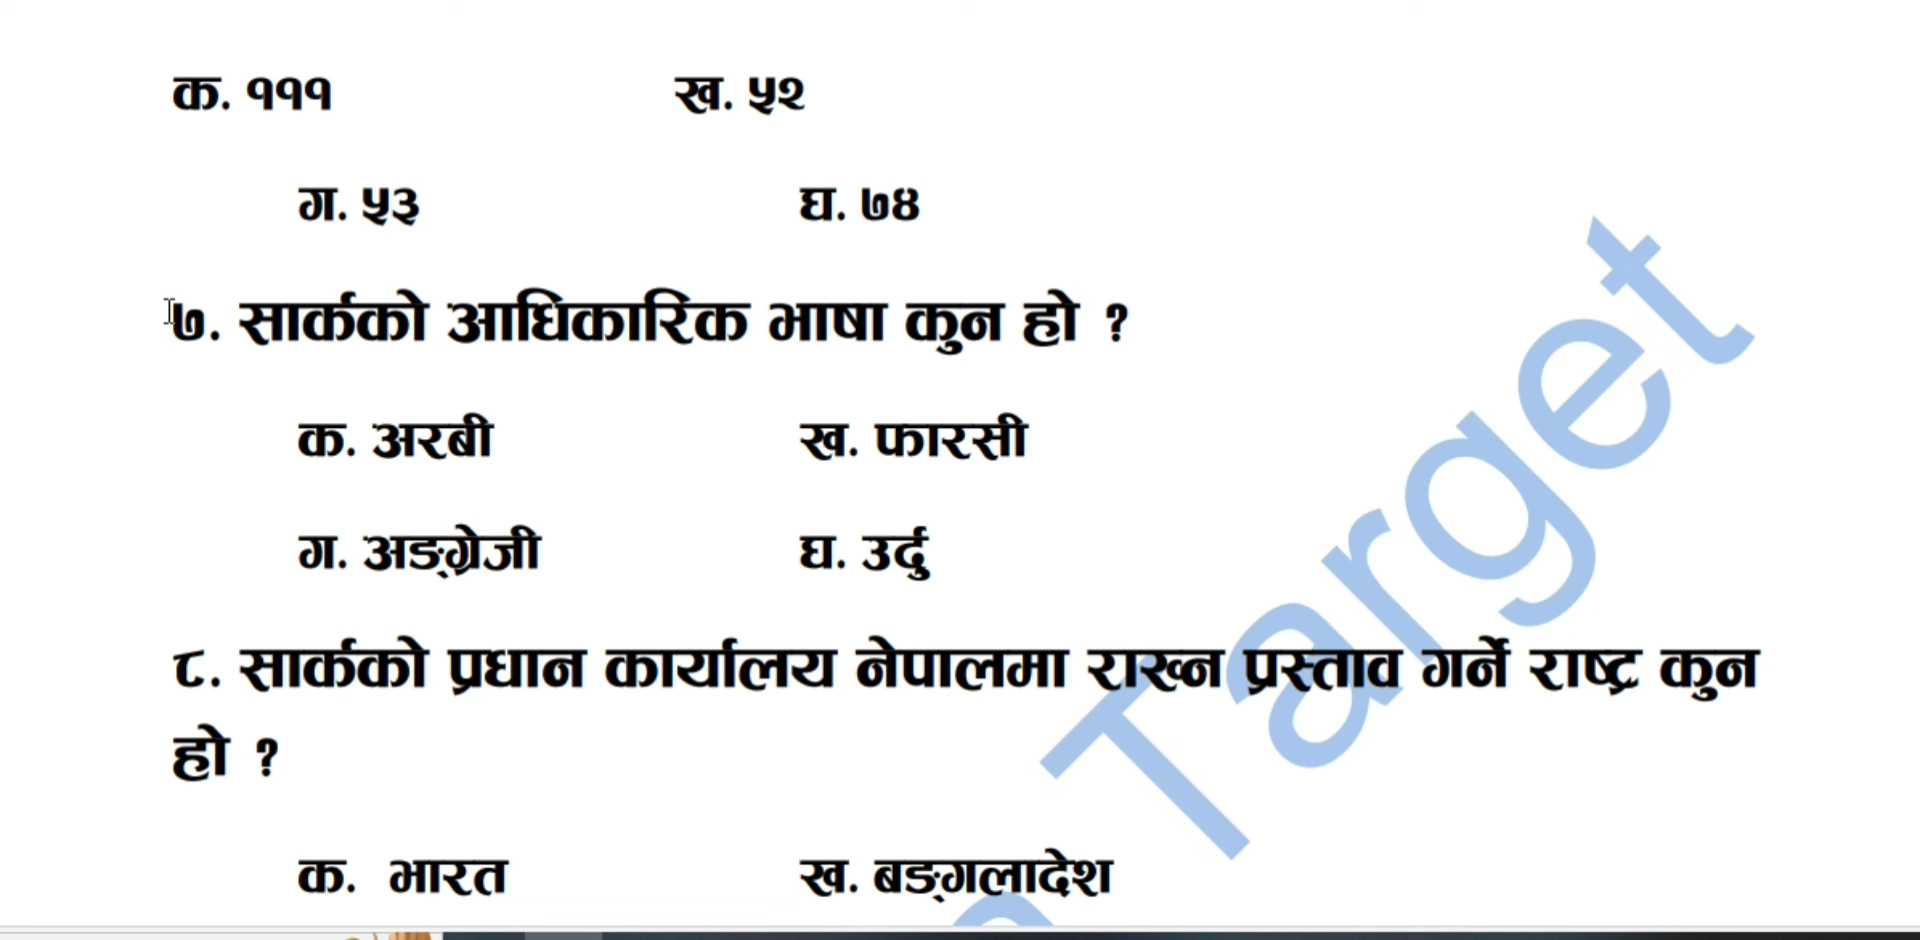 क. १११ ख. ५२
ग. ५३ घ. ७४
७. सार्कको आधिकारिक भाषा कुन हो ?
क. अरबी ख. फारसी
ग. अङ्ग्रेजी घ. उर्दु
८. सार्कको प्रधान कार्यालय नेपालमा राख्न प्रस्ताव गर्ने राष्ट्र कुन
हो ?
क. भारत ख. बङ्गलादेश
Target